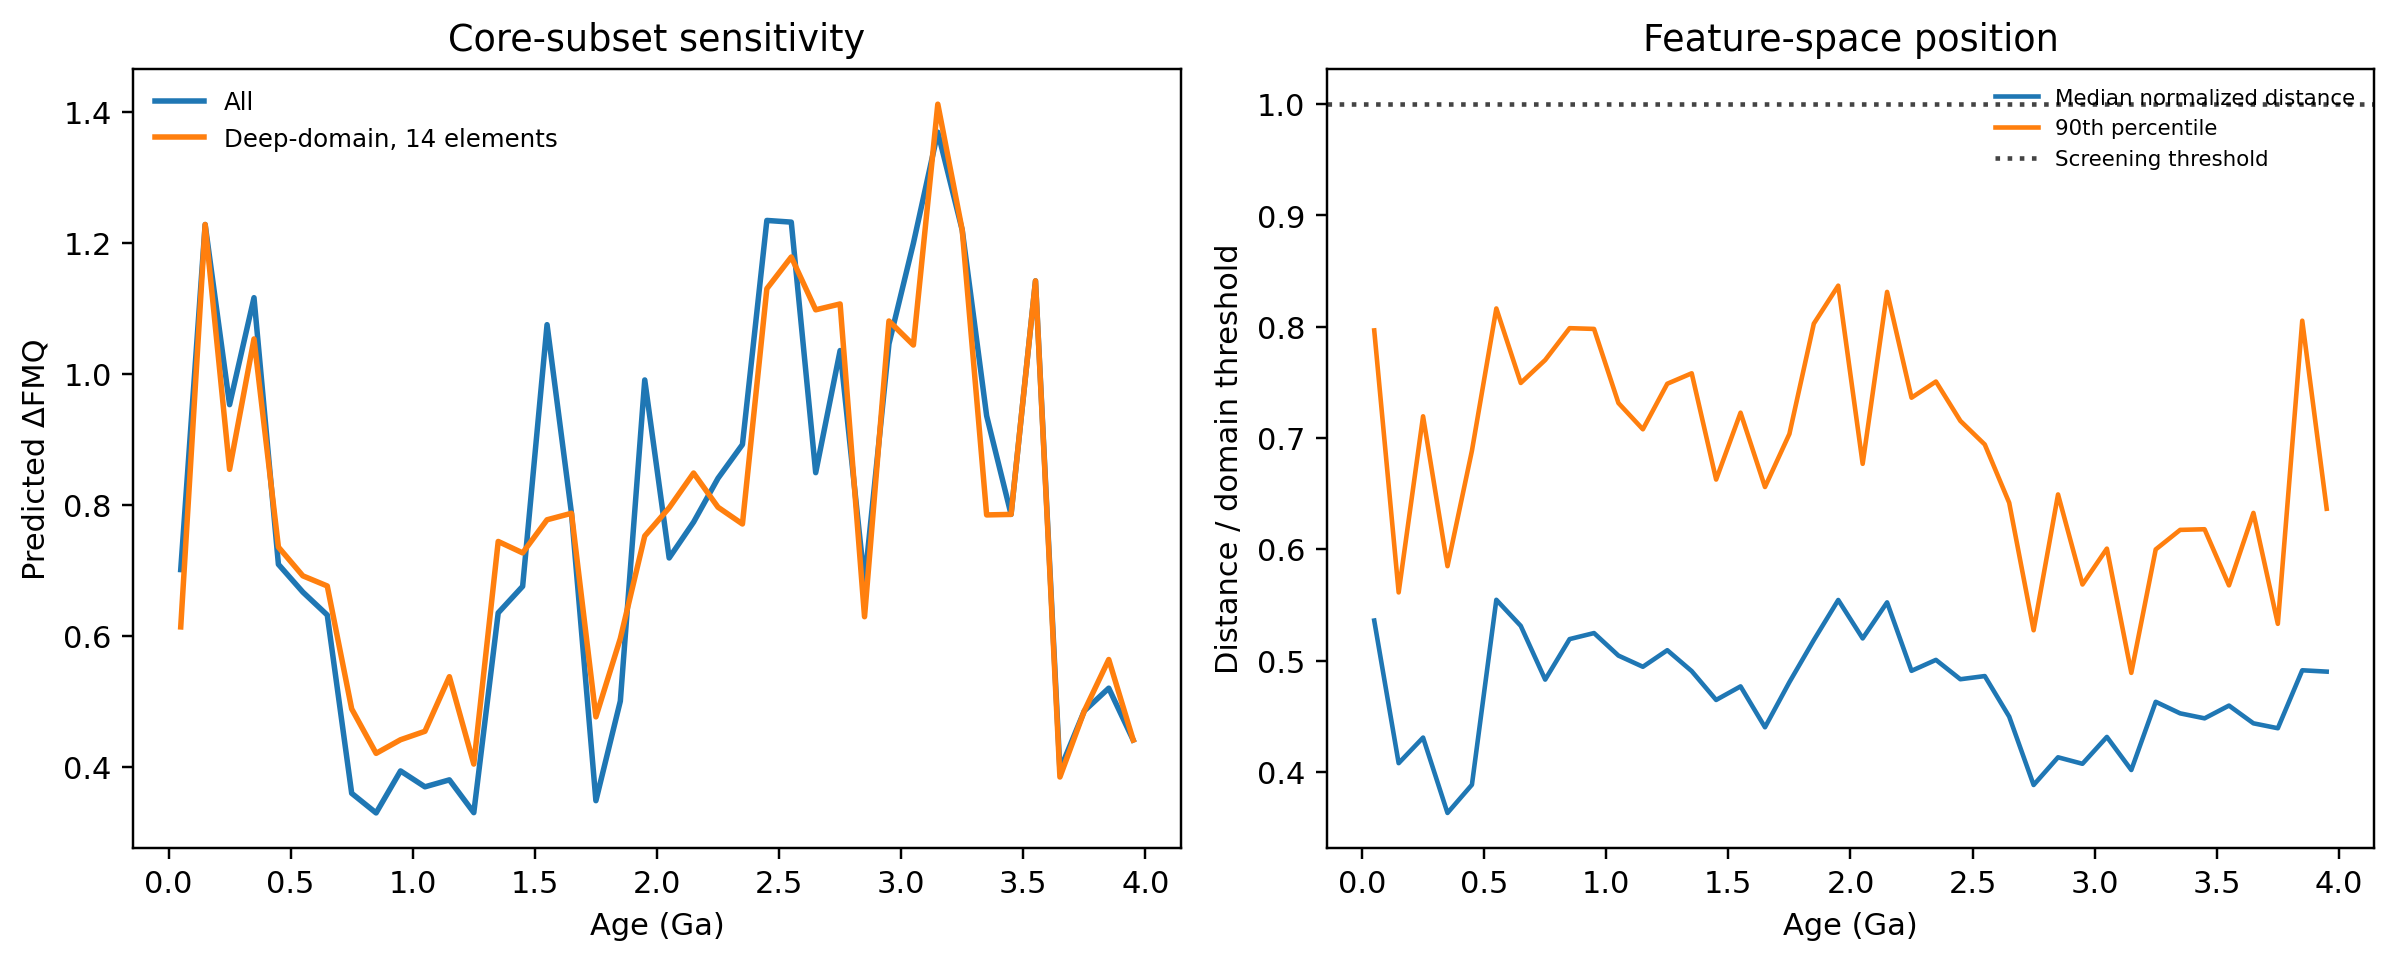 Core-subset sensitivity
All
Deep-domain, 14 elements
Predicted ΔFMQ
1.4
1.2
1.0
0.8
0.6
0.4
0.0 0.5 1.0 1.5 2.0 2.5 3.0 3.5 4.0
Age (Ga)
Feature-space position
Median normalized distance
90th percentile
Screening threshold
Distance / domain threshold
1.0
0.9
0.8
0.7
0.6
0.5
0.4
0.0 0.5 1.0 1.5 2.0 2.5 3.0 3.5 4.0
Age (Ga)